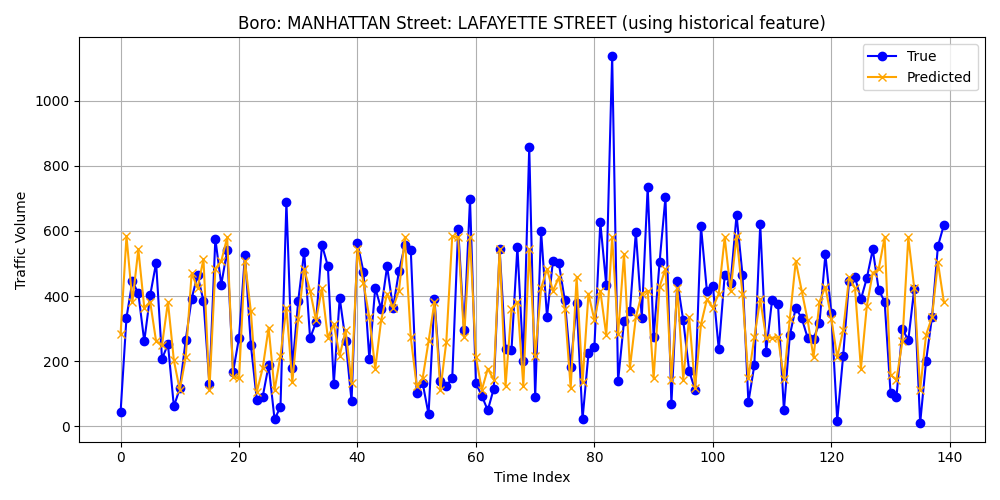 Boro: MANHATTAN Street: LAFAYETTE STREET (using historical feature)
True
Predicted
Traffic Volume
1000
800
600
400
200
0
0 20 40 60 80 100 120 140
Time Index